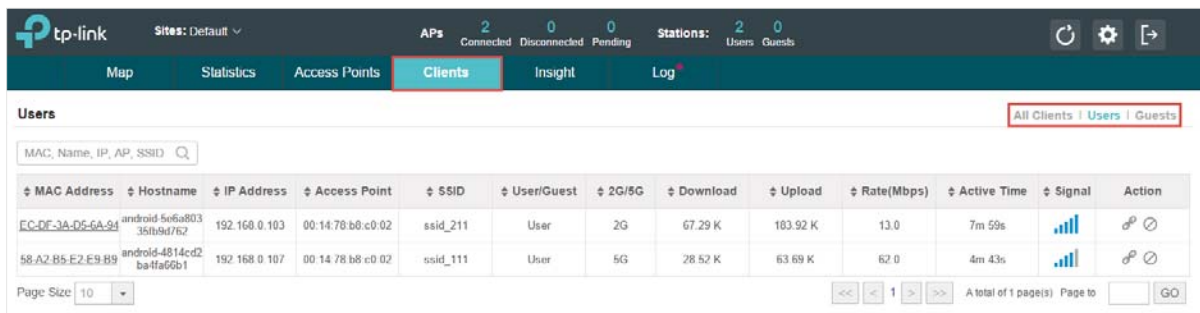 tp-link Sites: Default APs 2 Connected 0 Disconnected 0 Pending Stations: 2 Users 0 Guests
Map Statistics Access Points Clients Insight Log
Users All Clients | Users | Guests
MAC, Name, IP, AP, SSID
MAC Address Hostname IP Address Access Point SSID User/Guest 2G/5G Download Upload Rate(Mbps) Active Time Signal Action
EC-DF-3A-D5-6A-94 android-5e6a80335fb9d762 192.168.0.103 00:14:78:b8:c0:02 ssid_211 User 2G 67.29 K 183.92 K 13.0 7m 59s
58-A2-B5-E2-E9-B9 android-4814cd2ba4fa66b1 192.168.0.107 00:14:78:b8:c0:02 ssid_111 User 5G 28.52 K 63.69 K 62.0 4m 43s
Page Size 10 << < 1 > >> A total of 1 page(s) Page to GO